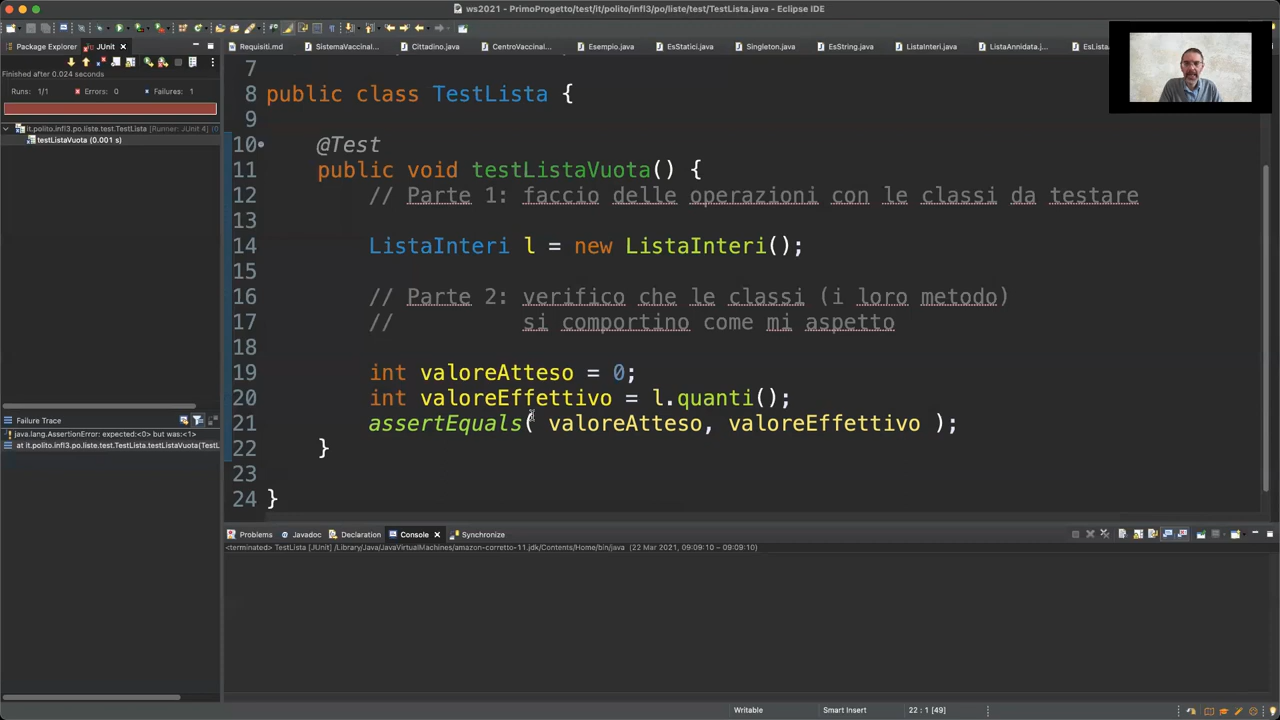 ws2021 - PrimoProgetto/test/it/polito/infl3/po/liste/test/TestLista.java - Eclipse IDE
Package Explorer
JUnit
Requisiti.md
SistemaVaccinal...
Cittadino.java
CentroVaccinal...
Esempio.java
EsStatici.java
Singleton.java
EsString.java
ListaInteri.java
ListaAnnidata.j...
EsLista
Finished after 0.024 seconds
Runs: 1/1
Errors: 0
Failures: 1
it.polito.infl3.po.liste.test.TestLista [Runner: JUnit 4] (0
testListaVuota (0.001 s)
7
8 public class TestLista {
9
10 @Test
11 public void testListaVuota() {
12 // Parte 1: faccio delle operazioni con le classi da testare
13
14 ListaInteri l = new ListaInteri();
15
16 // Parte 2: verifico che le classi (i loro metodo)
17 // si comportino come mi aspetto
18
19 int valoreAtteso = 0;
20 int valoreEffettivo = l.quanti();
21 assertEquals( valoreAtteso, valoreEffettivo );
22 }
23
24 }
Failure Trace
java.lang.AssertionError: expected:<0> but was:<1>
at it.polito.infl3.po.liste.test.TestLista.testListaVuota(TestL
Problems
Javadoc
Declaration
Console
Synchronize
<terminated> TestLista [JUnit] /Library/Java/JavaVirtualMachines/amazon-corretto-11.jdk/Contents/Home/bin/java (22 Mar 2021, 09:09:10 – 09:09:10)
Writable
Smart Insert
22 : 1 [49]